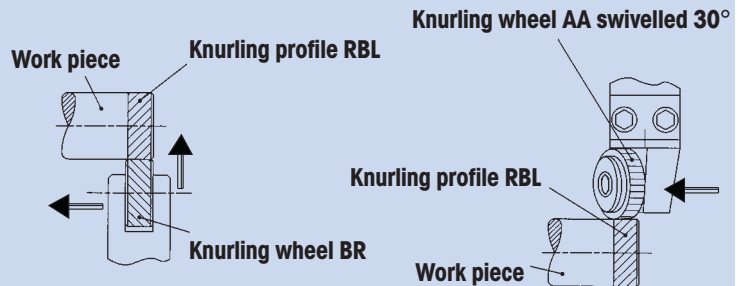 Work piece
Knurling profile RBL
Knurling wheel BR
Knurling wheel AA swivelled 30°
Knurling profile RBL
Work piece